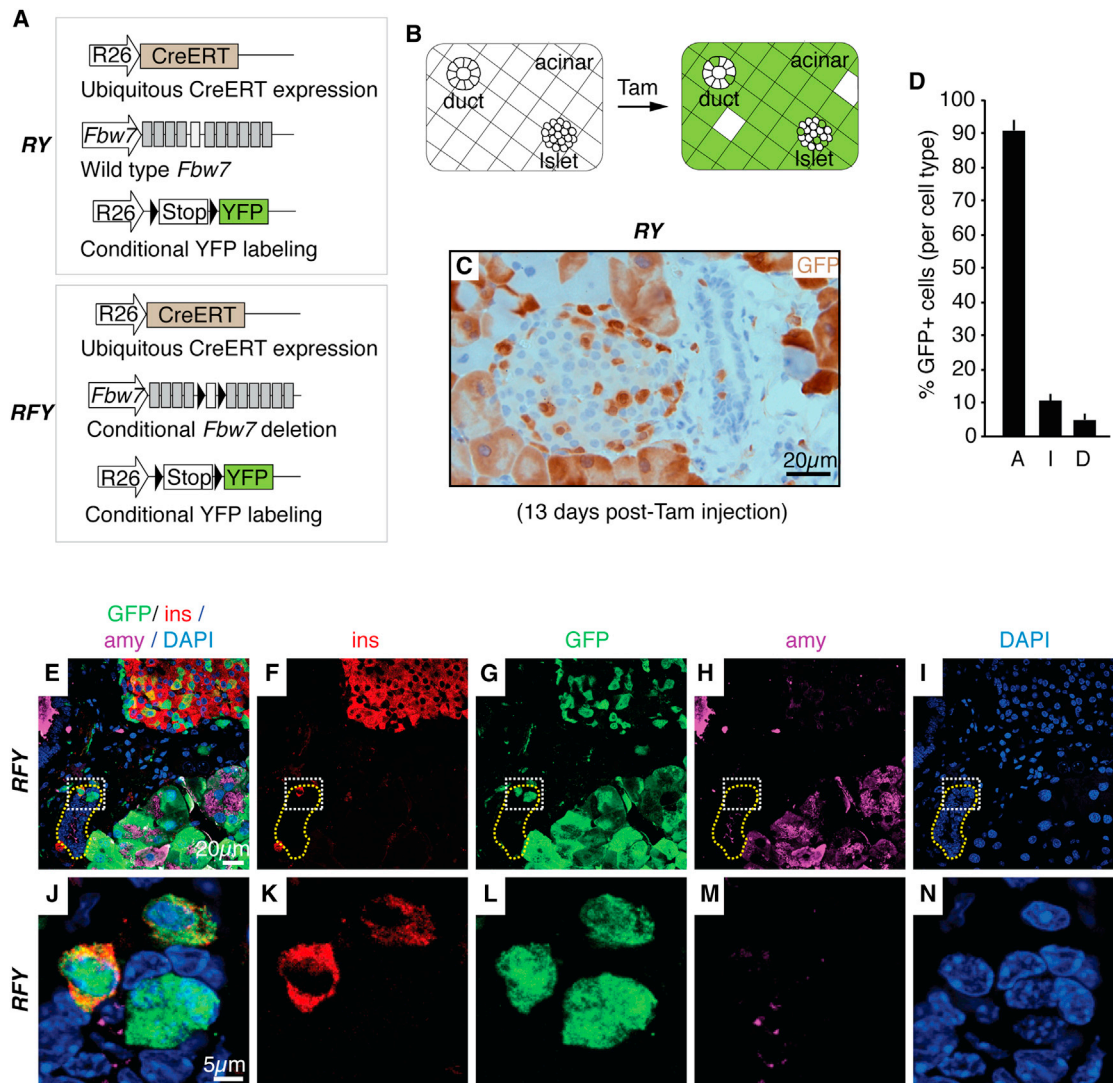 A
RY
R26
CreERT
Ubiquitous CreERT expression
Fbw7
Wild type Fbw7
R26
Stop
YFP
Conditional YFP labeling
RFY
R26
CreERT
Ubiquitous CreERT expression
Fbw7
Conditional Fbw7 deletion
R26
Stop
YFP
Conditional YFP labeling
B
acinar
duct
Islet
Tam
acinar
duct
Islet
RY
C
GFP
20µm
(13 days post-Tam injection)
D
% GFP+ cells (per cell type)
100
90
80
70
60
50
40
30
20
10
0
A I D
GFP/ ins /
amy / DAPI
ins
GFP
amy
DAPI
RFY
E
20µm
F
G
H
I
RFY
J
5µm
K
L
M
N